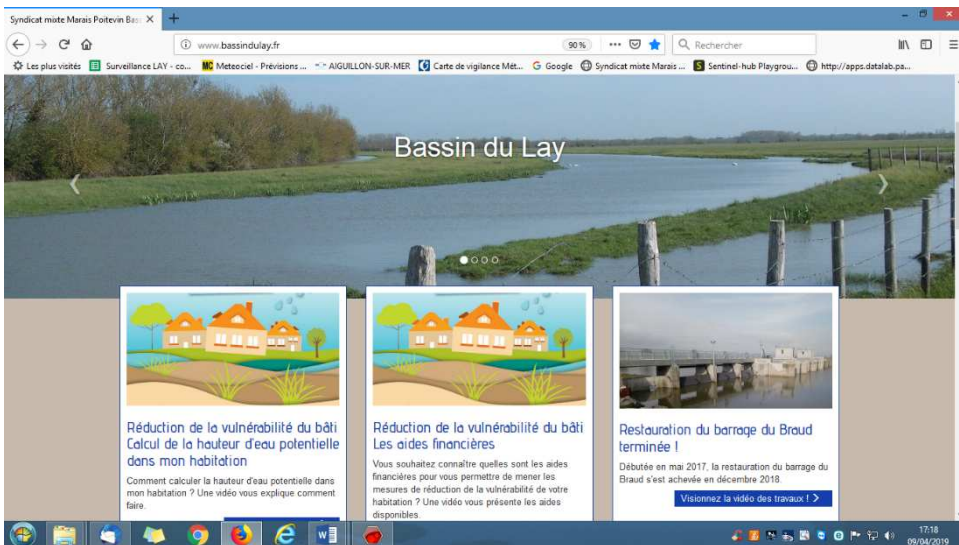 Syndicat mixte Marais Poitevin Bass
www.bassindulay.fr
90%
Rechercher
Les plus visités
Surveillance LAY - co...
MC Meteociel - Prévisions ...
AIGUILLON-SUR-MER
Carte de vigilance Mét...
G Google
Syndicat mixte Marais ...
S Sentinel-hub Playgrou...
http://apps.datalab.pa...
Bassin du Lay
Réduction de la vulnérabilité du bâti
Calcul de la hauteur d'eau potentielle
dans mon habitation
Comment calculer la hauteur d'eau potentielle dans
mon habitation ? Une vidéo vous explique comment
faire.
Réduction de la vulnérabilité du bâti
Les aides financières
Vous souhaitez connaître quelles sont les aides
financières pour vous permettre de mener les
mesures de réduction de la vulnérabilité de votre
habitation ? Une vidéo vous présente les aides
disponibles.
Restauration du barrage du Braud
terminée !
Débutée en mai 2017, la restauration du barrage du
Braud s'est achevée en décembre 2018.
Visionnez la vidéo des travaux !
17:18
09/04/2019